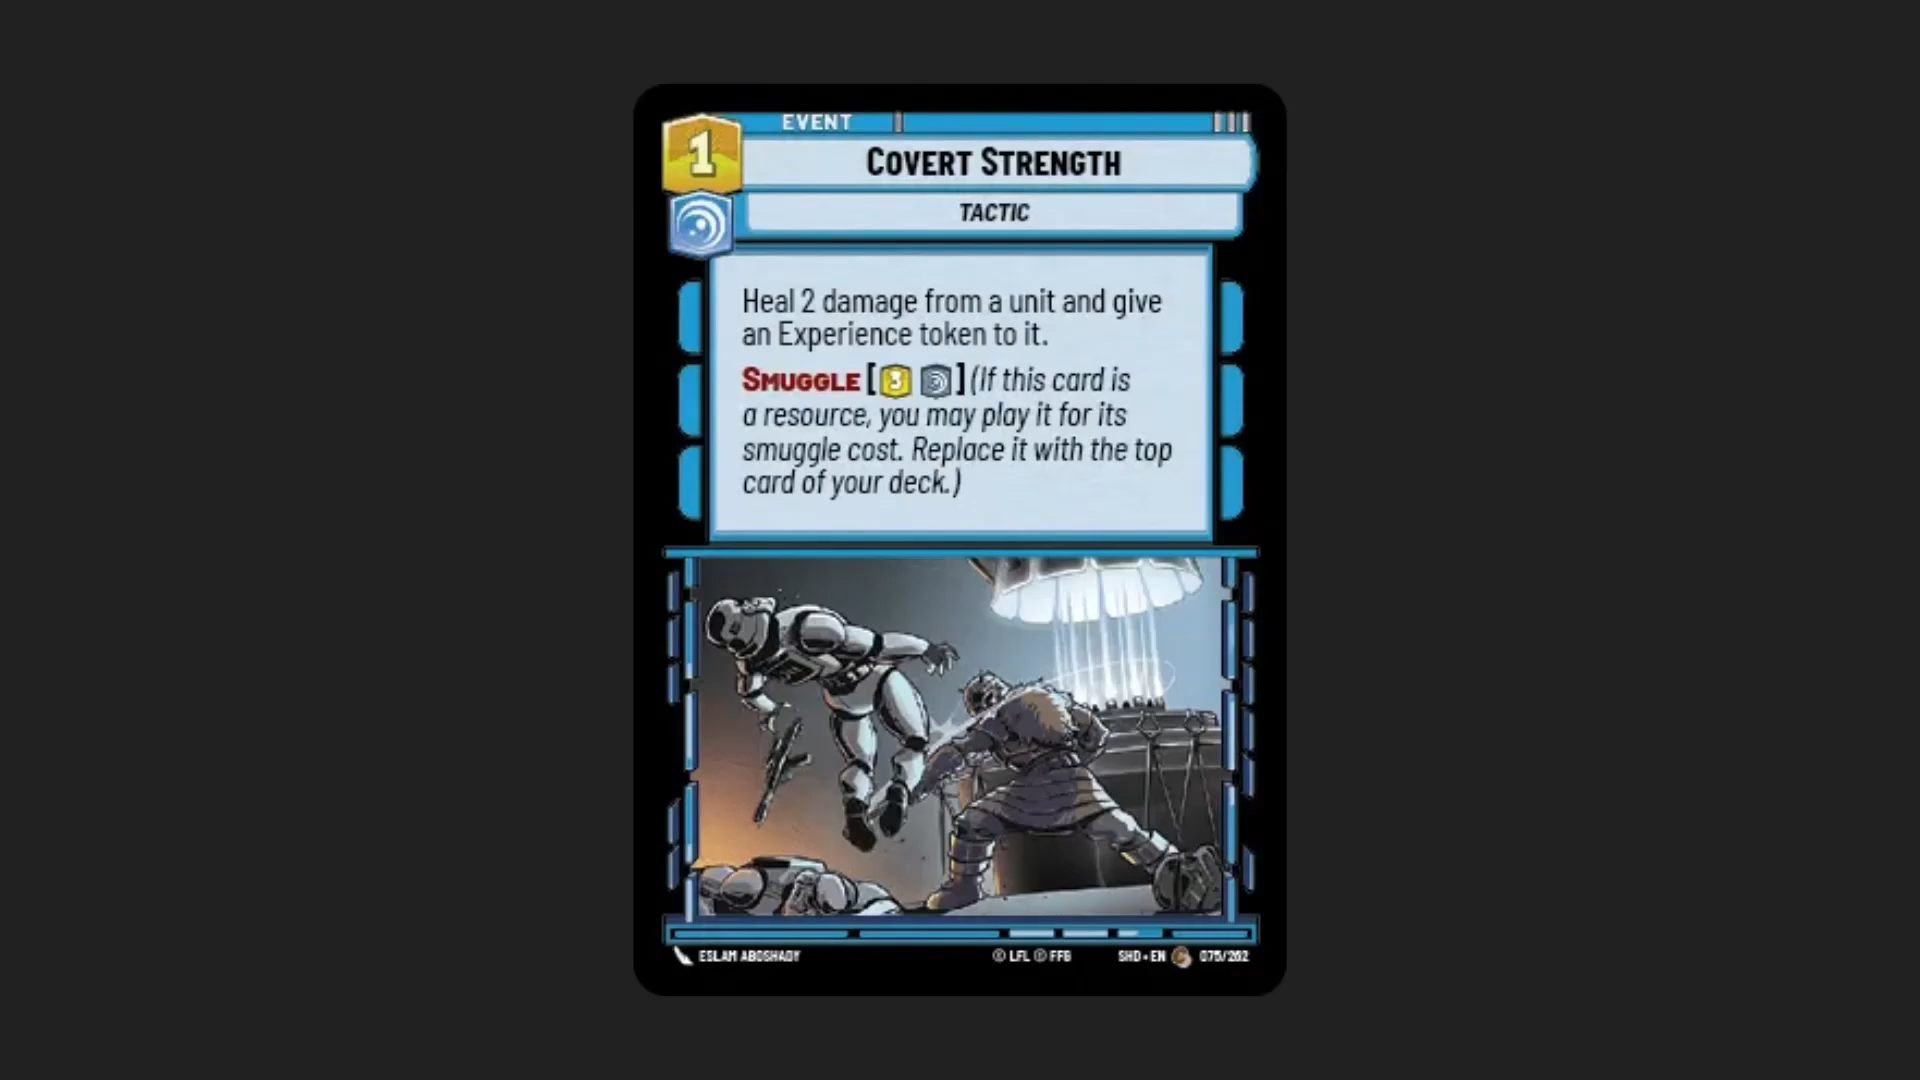 EVENT
1
COVERT STRENGTH
TACTIC
Heal 2 damage from a unit and give
an Experience token to it.
SMUGGLE [3 ] (If this card is
a resource, you may play it for its
smuggle cost. Replace it with the top
card of your deck.)
ESLAM ABOSHADY
© LFL © FFG
SHD • EN
075/262